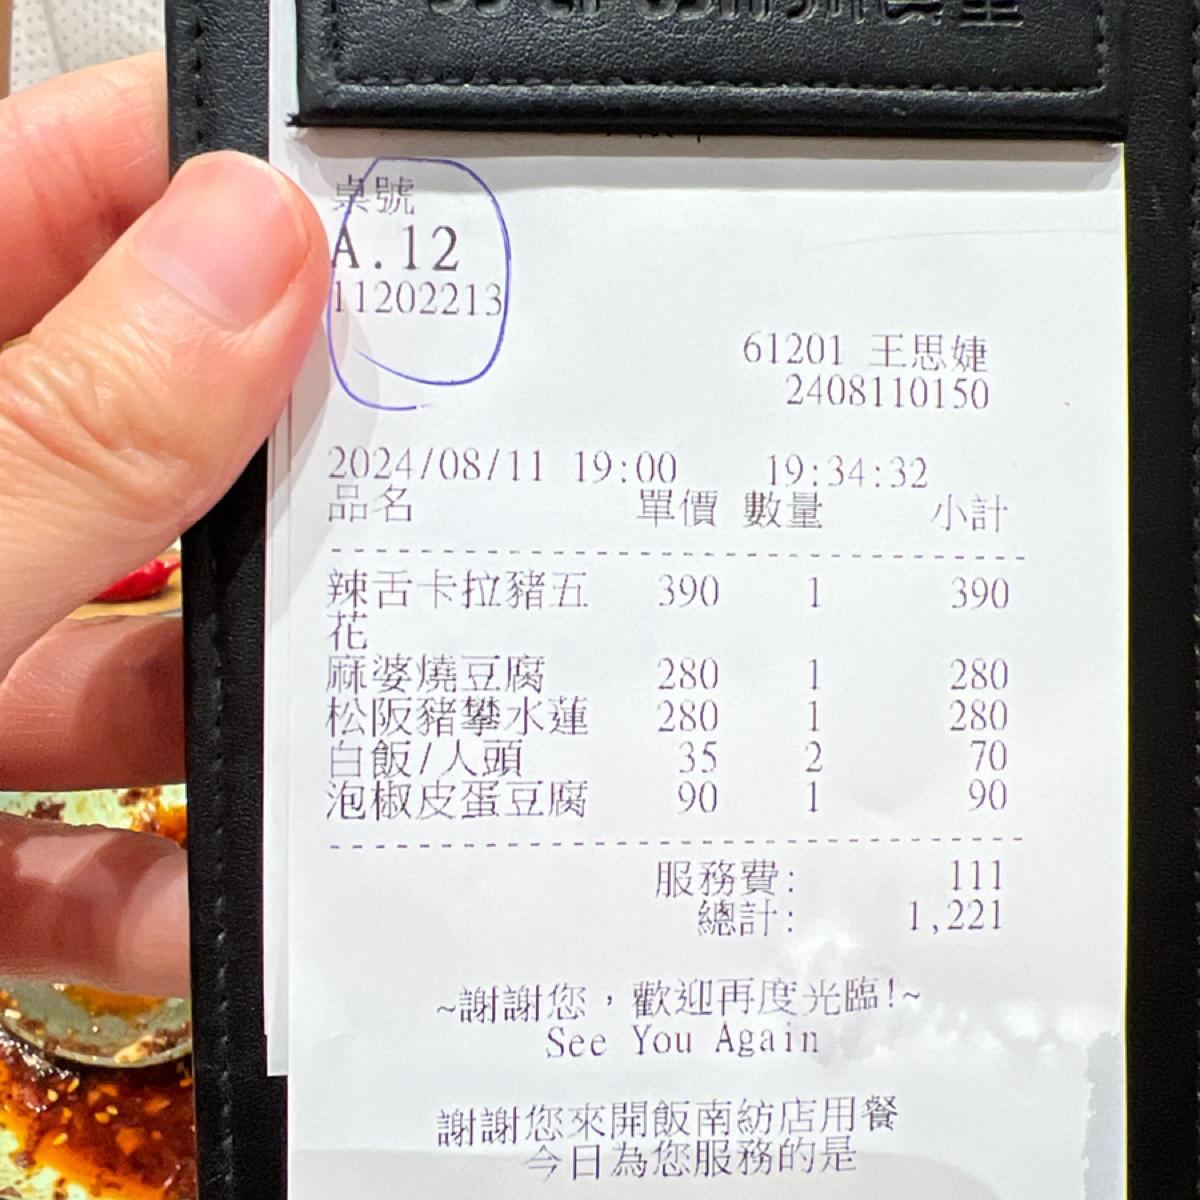 桌號
A.12
11202213
61201 王思婕
2408110150
2024/08/11 19:00 19:34:32
品名 單價 數量 小計
辣舌卡拉豬五 390 1 390
花
麻婆燒豆腐 280 1 280
松阪豬攀水蓮 280 1 280
白飯/人頭 35 2 70
泡椒皮蛋豆腐 90 1 90
服務費: 111
總計: 1,221
~謝謝您，歡迎再度光臨!~
See You Again
謝謝您來開飯南紡店用餐
今日為您服務的是